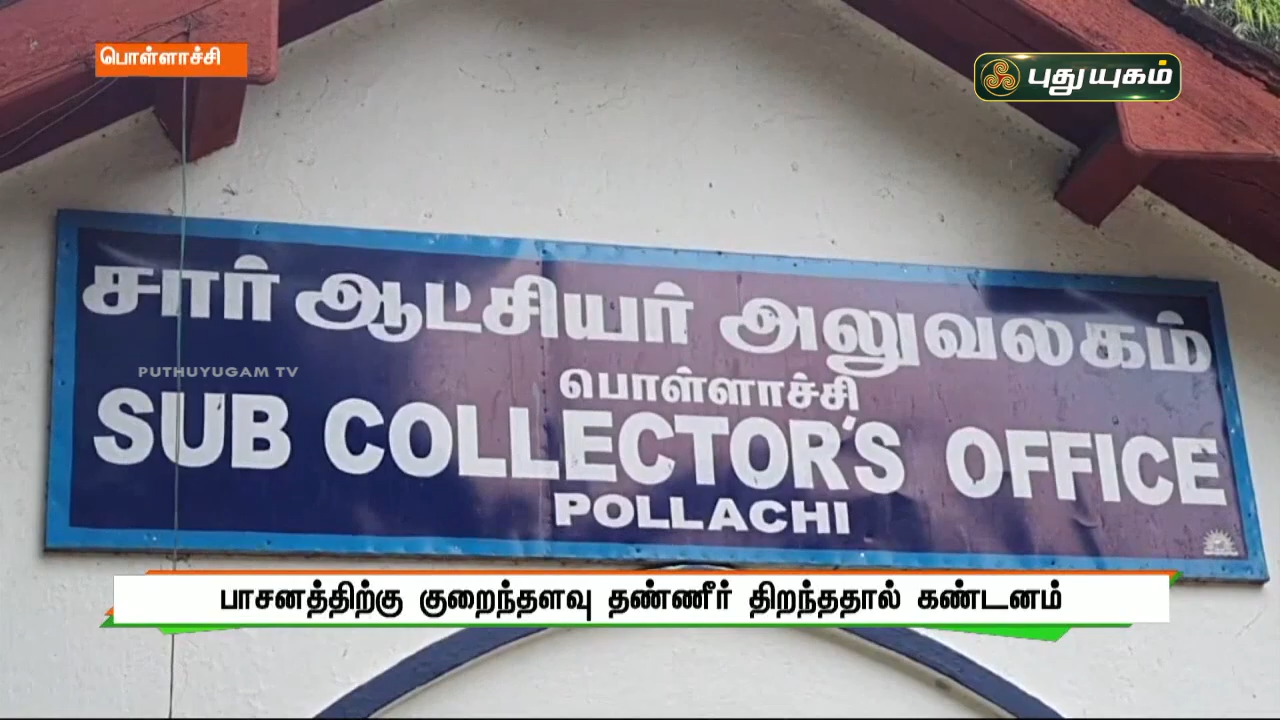 பொள்ளாச்சி
புதுயுகம்
சார் ஆட்சியர் அலுவலகம்
PUTHUYUGAM TV
பொள்ளாச்சி
SUB COLLECTOR'S OFFICE
POLLACHI
பாசனத்திற்கு குறைந்தளவு தண்ணீர் திறந்ததால் கண்டனம்